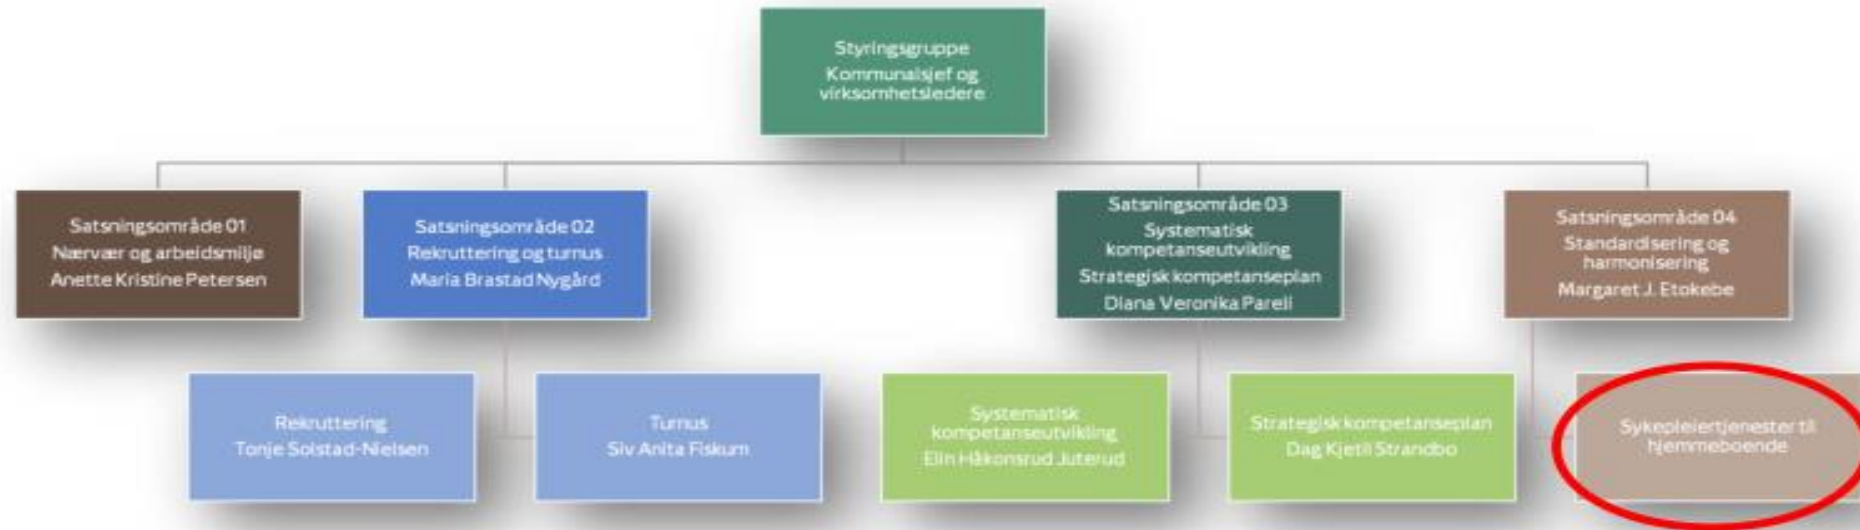 Styringsgruppe
Kommunalsjef og
virksomhetsledere
Satsningsområde 01
Nærvær og arbeidsmiljø
Anette Kristine Petersen
Satsningsområde 02
Rekruttering og turnus
Maria Brastad Nygård
Satsningsområde 03
Systematisk
kompetanseutvikling
Strategisk kompetanseplan
Diana Veronika Pareli
Satsningsområde 04
Standardisering og
harmonisering
Margaret J. Etokebe
Rekruttering
Tonje Solstad-Nielsen
Turnus
Siv Anita Fiskum
Systematisk
kompetanseutvikling
Elin Håkonsrud Juterud
Strategisk kompetanseplan
Dag Kjetil Strandbo
Sykepleiertjenester til
hjemmeboende